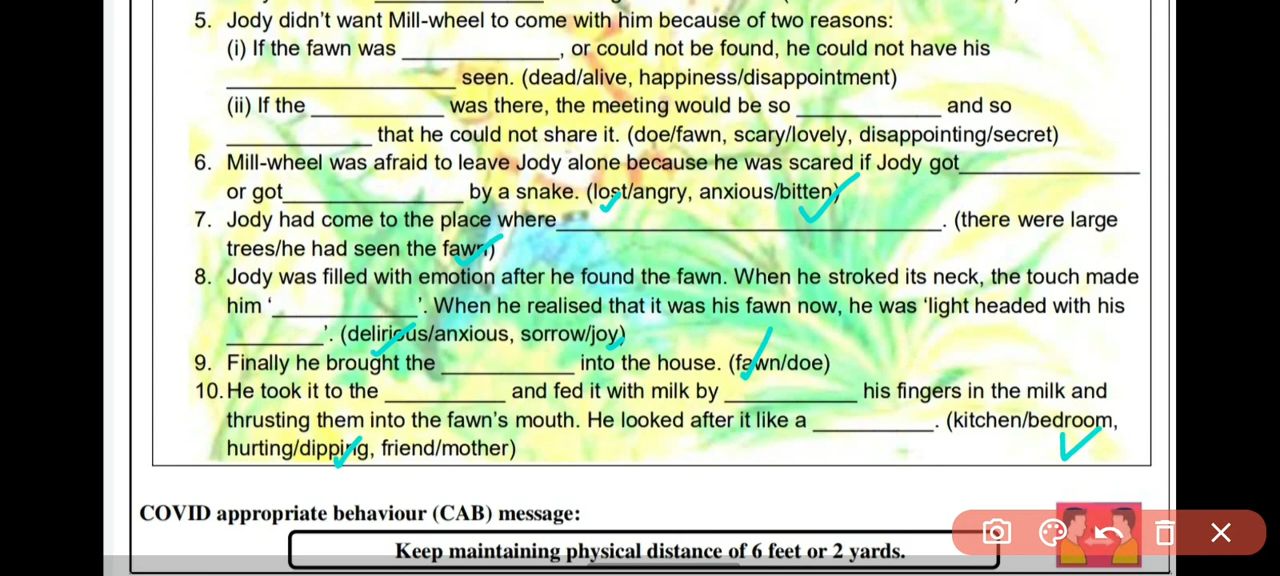 5. Jody didn't want Mill-wheel to come with him because of two reasons:
(i) If the fawn was _____________, or could not be found, he could not have his
___________________ seen. (dead/alive, happiness/disappointment)
(ii) If the ___________ was there, the meeting would be so ____________ and so
____________ that he could not share it. (doe/fawn, scary/lovely, disappointing/secret)
6. Mill-wheel was afraid to leave Jody alone because he was scared if Jody got_______________
or got_______________ by a snake. (lost/angry, anxious/bitten)
7. Jody had come to the place where________________________________. (there were large
trees/he had seen the fawn)
8. Jody was filled with emotion after he found the fawn. When he stroked its neck, the touch made
him ‘____________’. When he realised that it was his fawn now, he was ‘light headed with his
________’. (delirious/anxious, sorrow/joy)
9. Finally he brought the ___________ into the house. (fawn/doe)
10. He took it to the __________ and fed it with milk by ___________ his fingers in the milk and
thrusting them into the fawn's mouth. He looked after it like a __________. (kitchen/bedroom,
hurting/dipping, friend/mother)
COVID appropriate behaviour (CAB) message:
Keep maintaining physical distance of 6 feet or 2 yards.